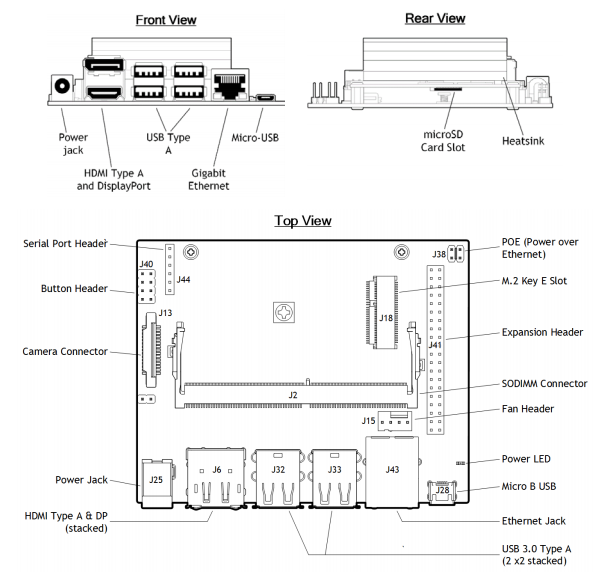 Front View
Rear View
Power
jack
USB Type
A
Micro-USB
HDMI Type A
and DisplayPort
Gigabit
Ethernet
microSD
Card Slot
Heatsink
Top View
Serial Port Header
J40
J44
J38
POE (Power over
Ethernet)
Button Header
M.2 Key E Slot
J13
J18
Camera Connector
Expansion Header
J41
SODIMM Connector
J2
Fan Header
J15
Power LED
Power Jack
J25
J6
J32
J33
J43
J28
Micro B USB
HDMI Type A & DP
(stacked)
Ethernet Jack
USB 3.0 Type A
(2 x2 stacked)